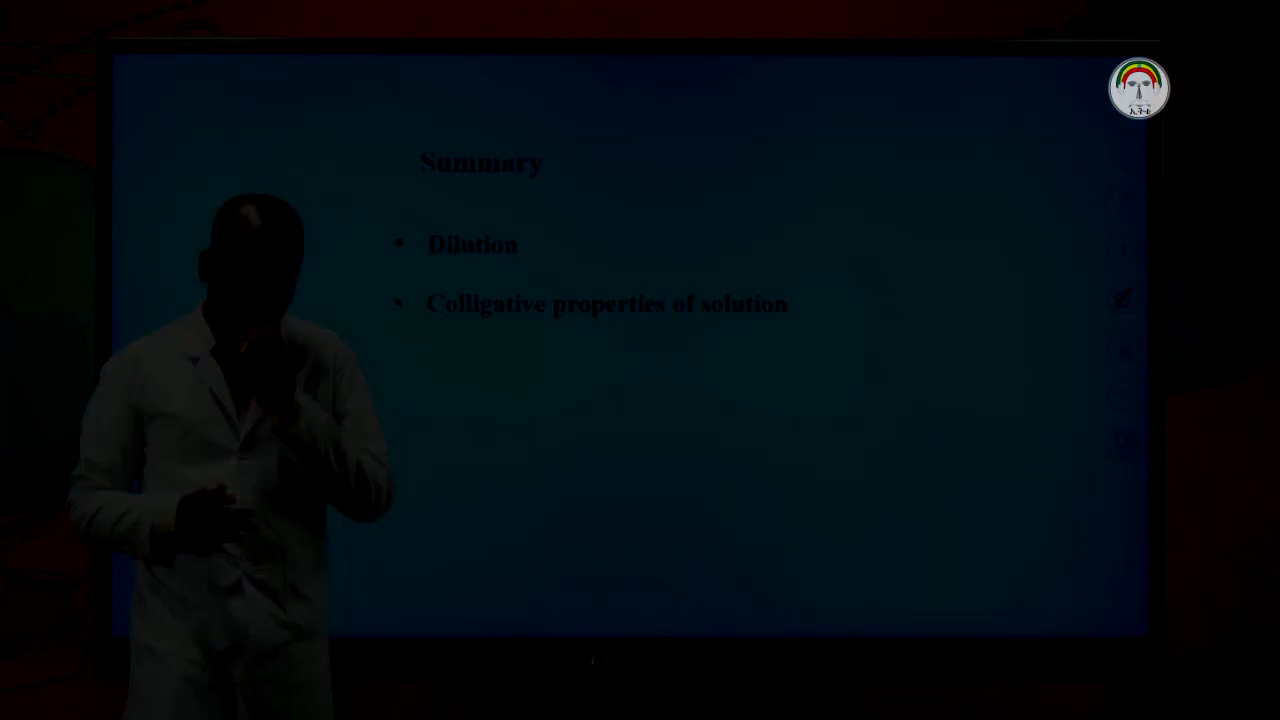 Summary
▪ Dilution
▪ Colligative properties of solution